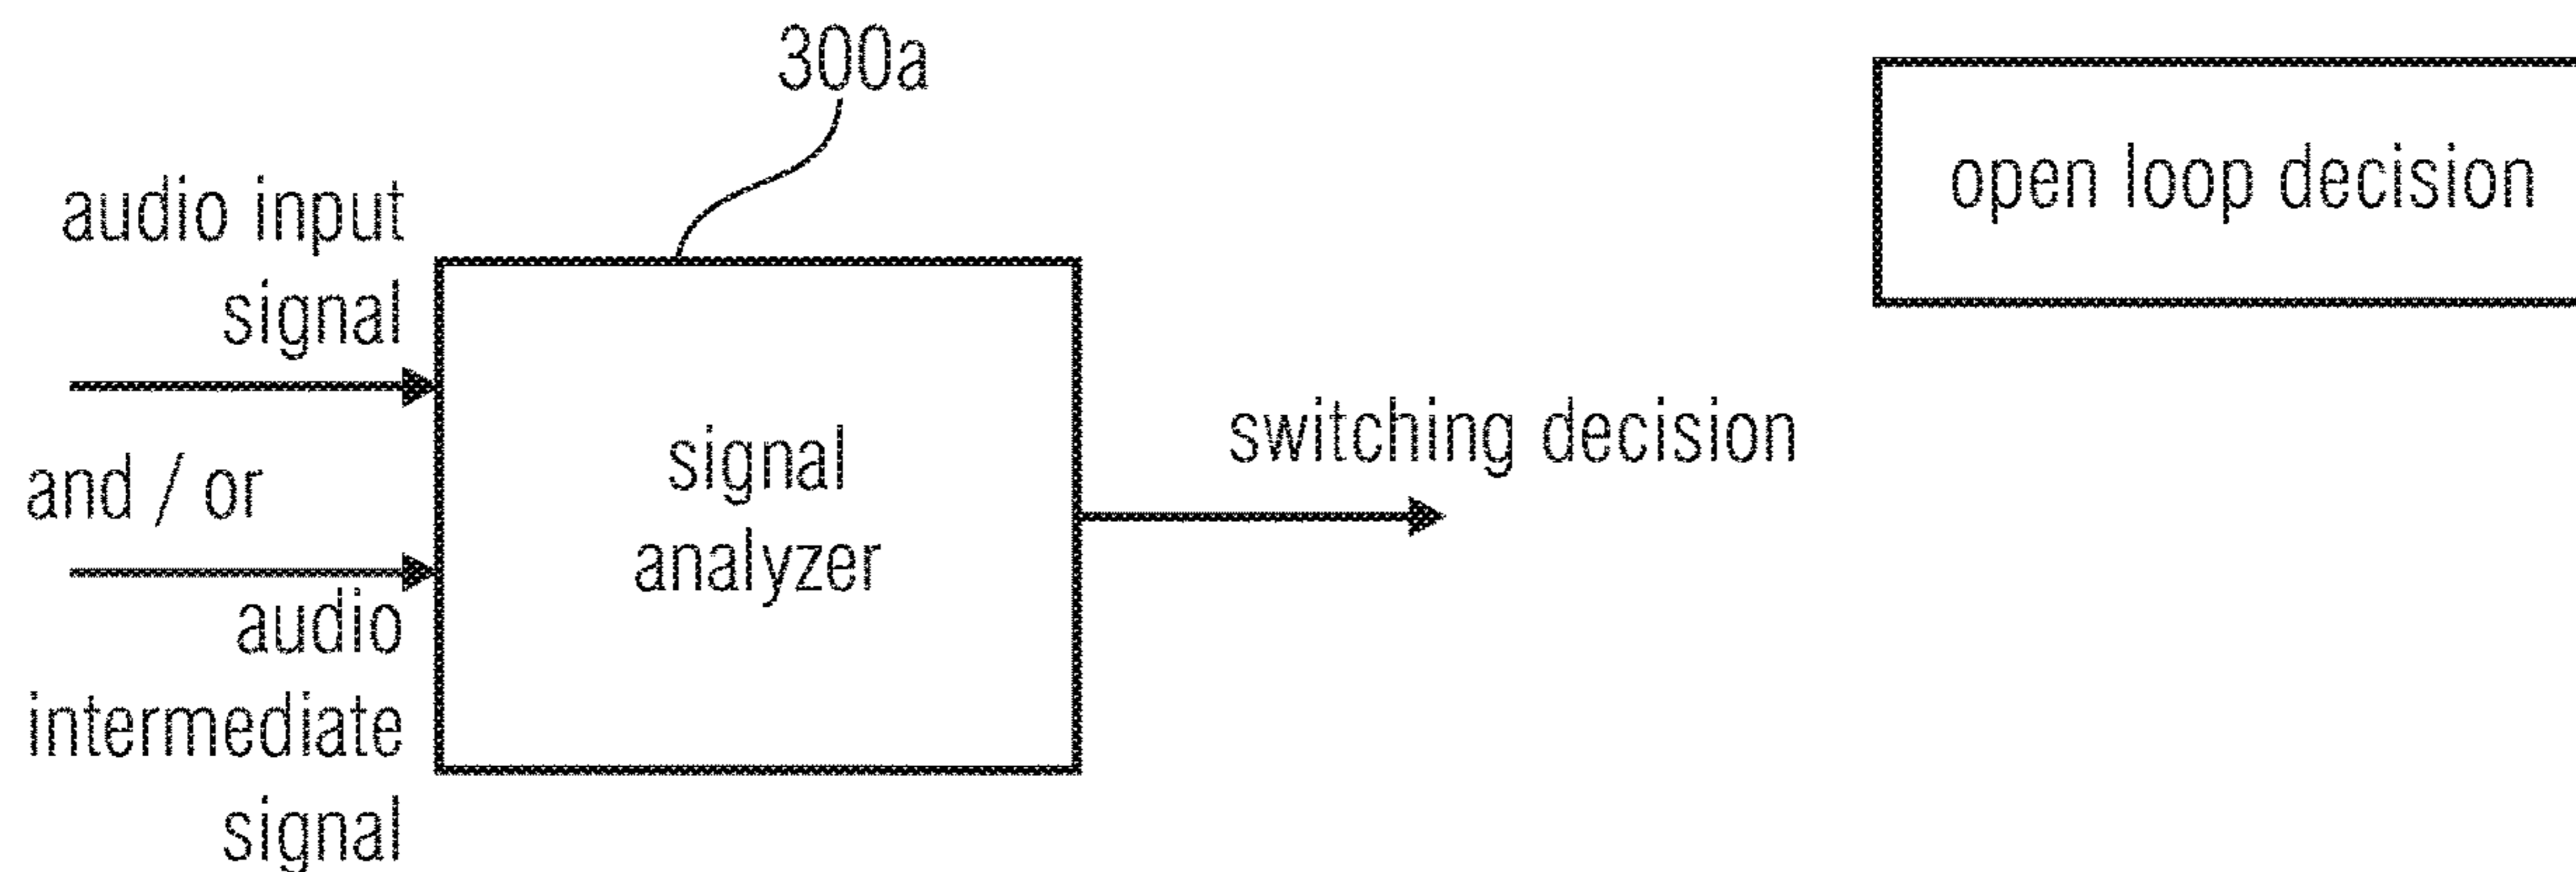 300a
open loop decision
audio input
signal
and / or
audio
intermediate
signal
signal
analyzer
switching decision